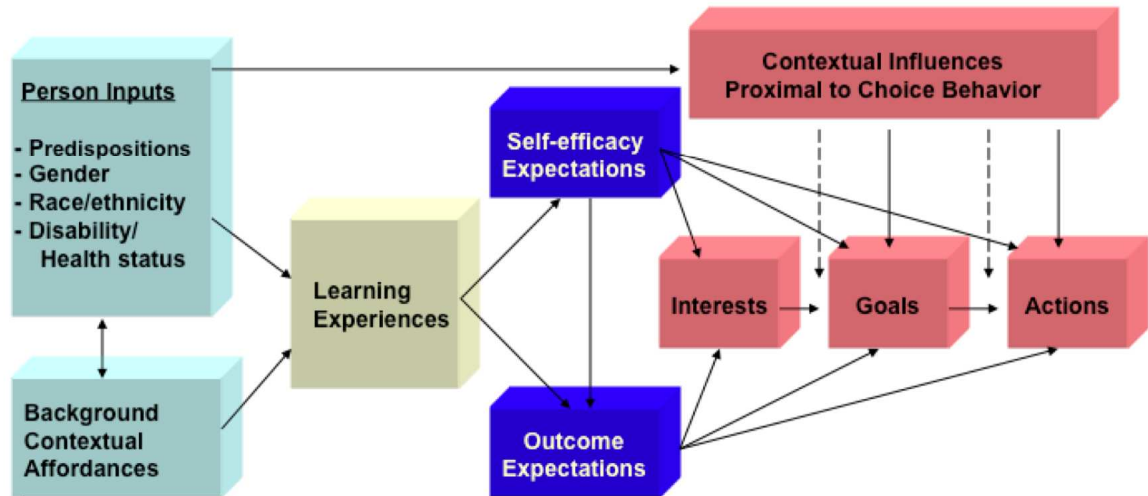 Person Inputs
- Predispositions
- Gender
- Race/ethnicity
- Disability/
Health status
Background
Contextual
Affordances
Learning
Experiences
Self-efficacy
Expectations
Outcome
Expectations
Contextual Influences
Proximal to Choice Behavior
Interests
Goals
Actions